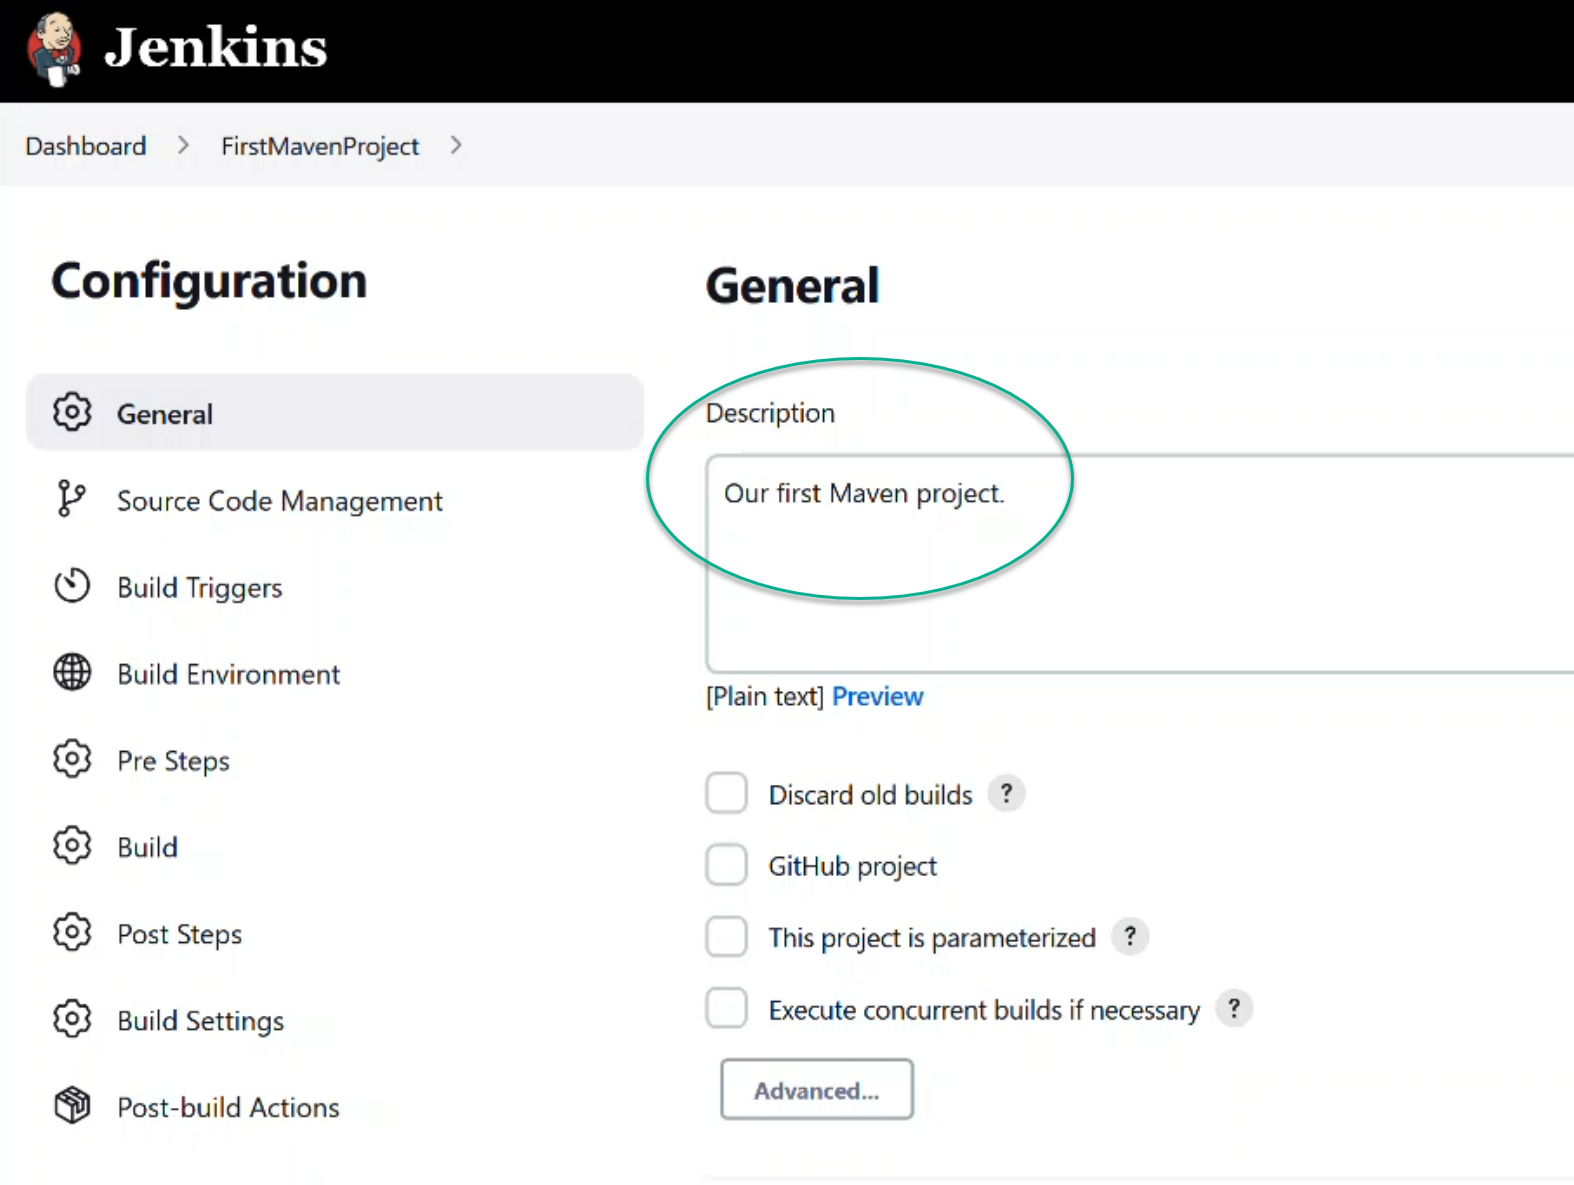 Jenkins
Dashboard > FirstMavenProject >
Configuration
General
Source Code Management
Build Triggers
Build Environment
Pre Steps
Build
Post Steps
Build Settings
Post-build Actions
General
Description
Our first Maven project.
[Plain text] Preview
Discard old builds ?
GitHub project
This project is parameterized ?
Execute concurrent builds if necessary ?
Advanced...